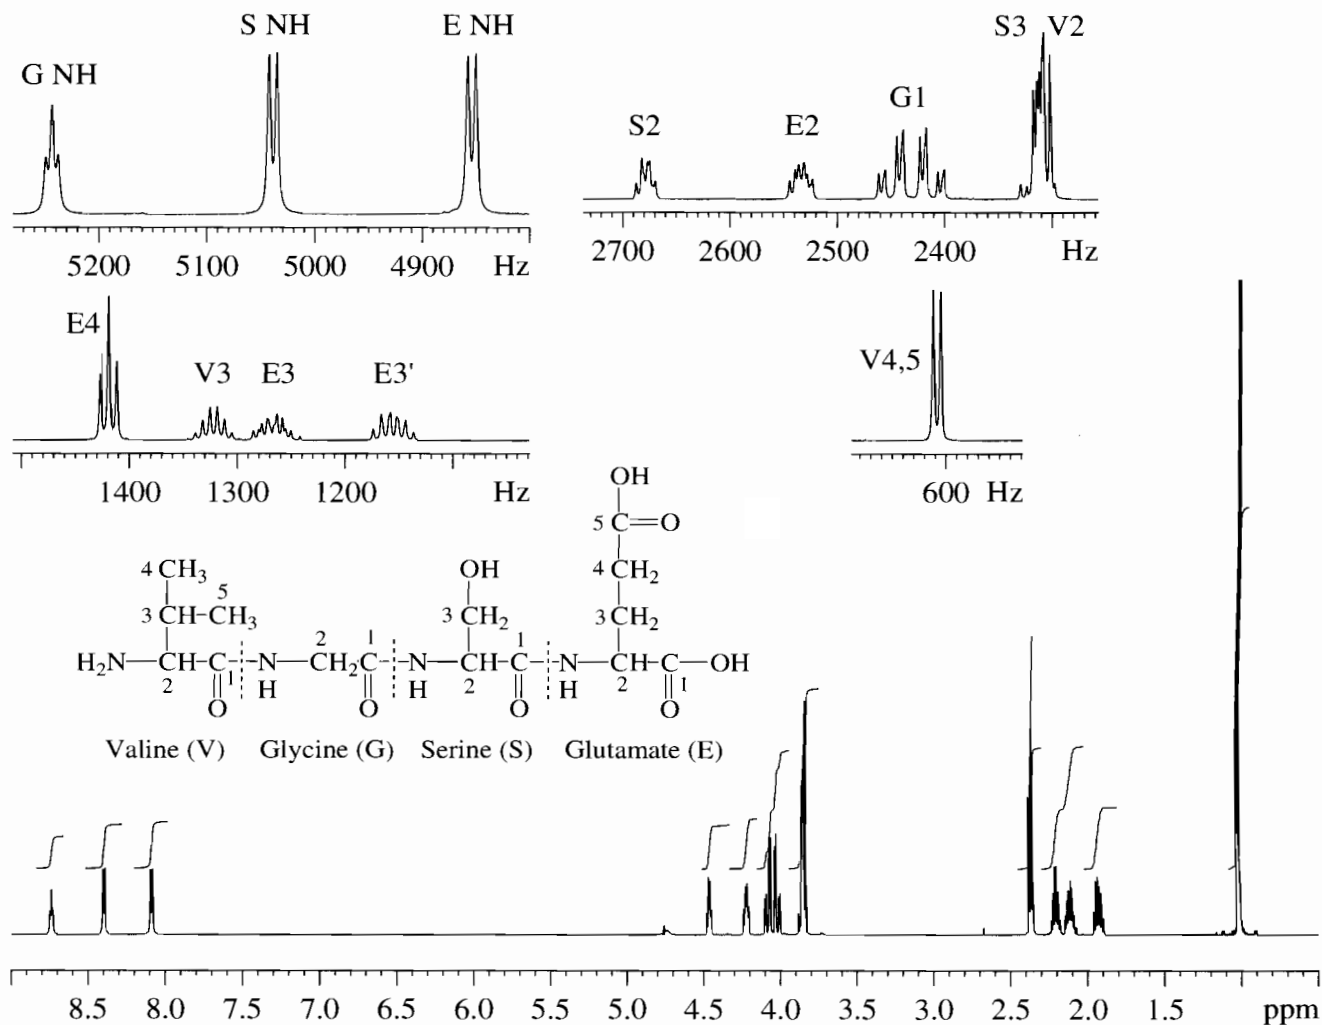 G NH S NH E NH
5200 5100 5000 4900 Hz
S2 E2 G1 S3 V2
2700 2600 2500 2400 Hz
E4 V3 E3 E3'
1400 1300 1200 Hz
V4,5
600 Hz
OH
5 C=O
4 CH3 OH 4 CH2
3 CH-CH3 5 3 CH2 3 CH2
H2N CH C N CH2 C N CH C N CH C OH
2 1 H 2 1 H 2 1 H 2 1
O O O O
Valine (V) Glycine (G) Serine (S) Glutamate (E)
8.5 8.0 7.5 7.0 6.5 6.0 5.5 5.0 4.5 4.0 3.5 3.0 2.5 2.0 1.5 ppm